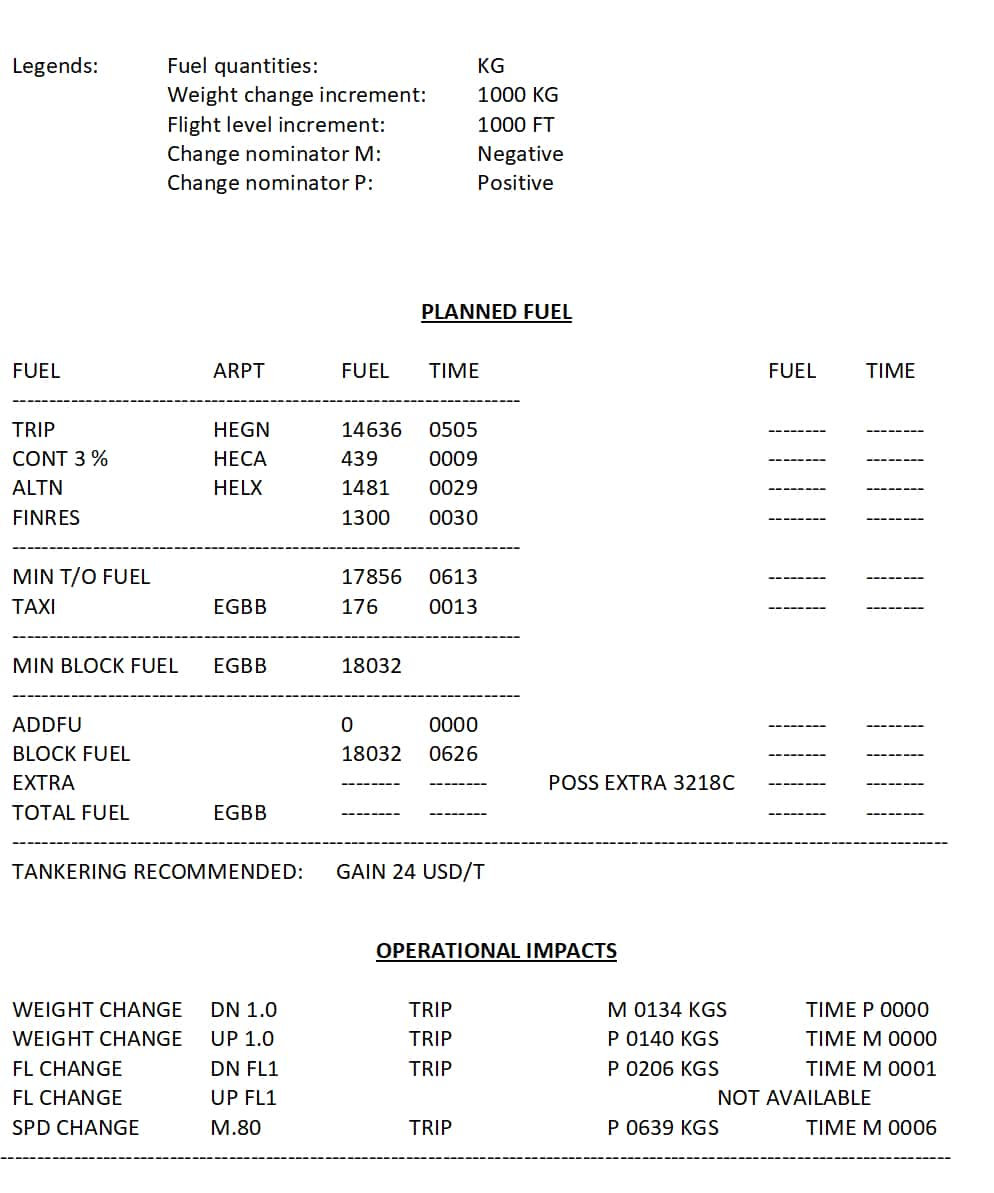 Legends: Fuel quantities: KG
Weight change increment: 1000 KG
Flight level increment: 1000 FT
Change nominator M: Negative
Change nominator P: Positive
PLANNED FUEL
FUEL ARPT FUEL TIME FUEL TIME
----------------------------------------------------------------------
TRIP HEGN 14636 0505 -------- --------
CONT 3 % HECA 439 0009 -------- --------
ALTN HELX 1481 0029 -------- --------
FINRES 1300 0030 -------- --------
----------------------------------------------------------------------
MIN T/O FUEL 17856 0613 -------- --------
TAXI EGBB 176 0013 -------- --------
----------------------------------------------------------------------
MIN BLOCK FUEL EGBB 18032
----------------------------------------------------------------------
ADDFU 0 0000 -------- --------
BLOCK FUEL 18032 0626 -------- --------
EXTRA -------- -------- POSS EXTRA 3218C -------- --------
TOTAL FUEL EGBB -------- -------- -------- --------
--------------------------------------------------------------------------------------------------------------------------------
TANKERING RECOMMENDED: GAIN 24 USD/T
OPERATIONAL IMPACTS
WEIGHT CHANGE DN 1.0 TRIP M 0134 KGS TIME P 0000
WEIGHT CHANGE UP 1.0 TRIP P 0140 KGS TIME M 0000
FL CHANGE DN FL1 TRIP P 0206 KGS TIME M 0001
FL CHANGE UP FL1 NOT AVAILABLE
SPD CHANGE M.80 TRIP P 0639 KGS TIME M 0006
----------------------------------------------------------------------------------------------------------------------------------